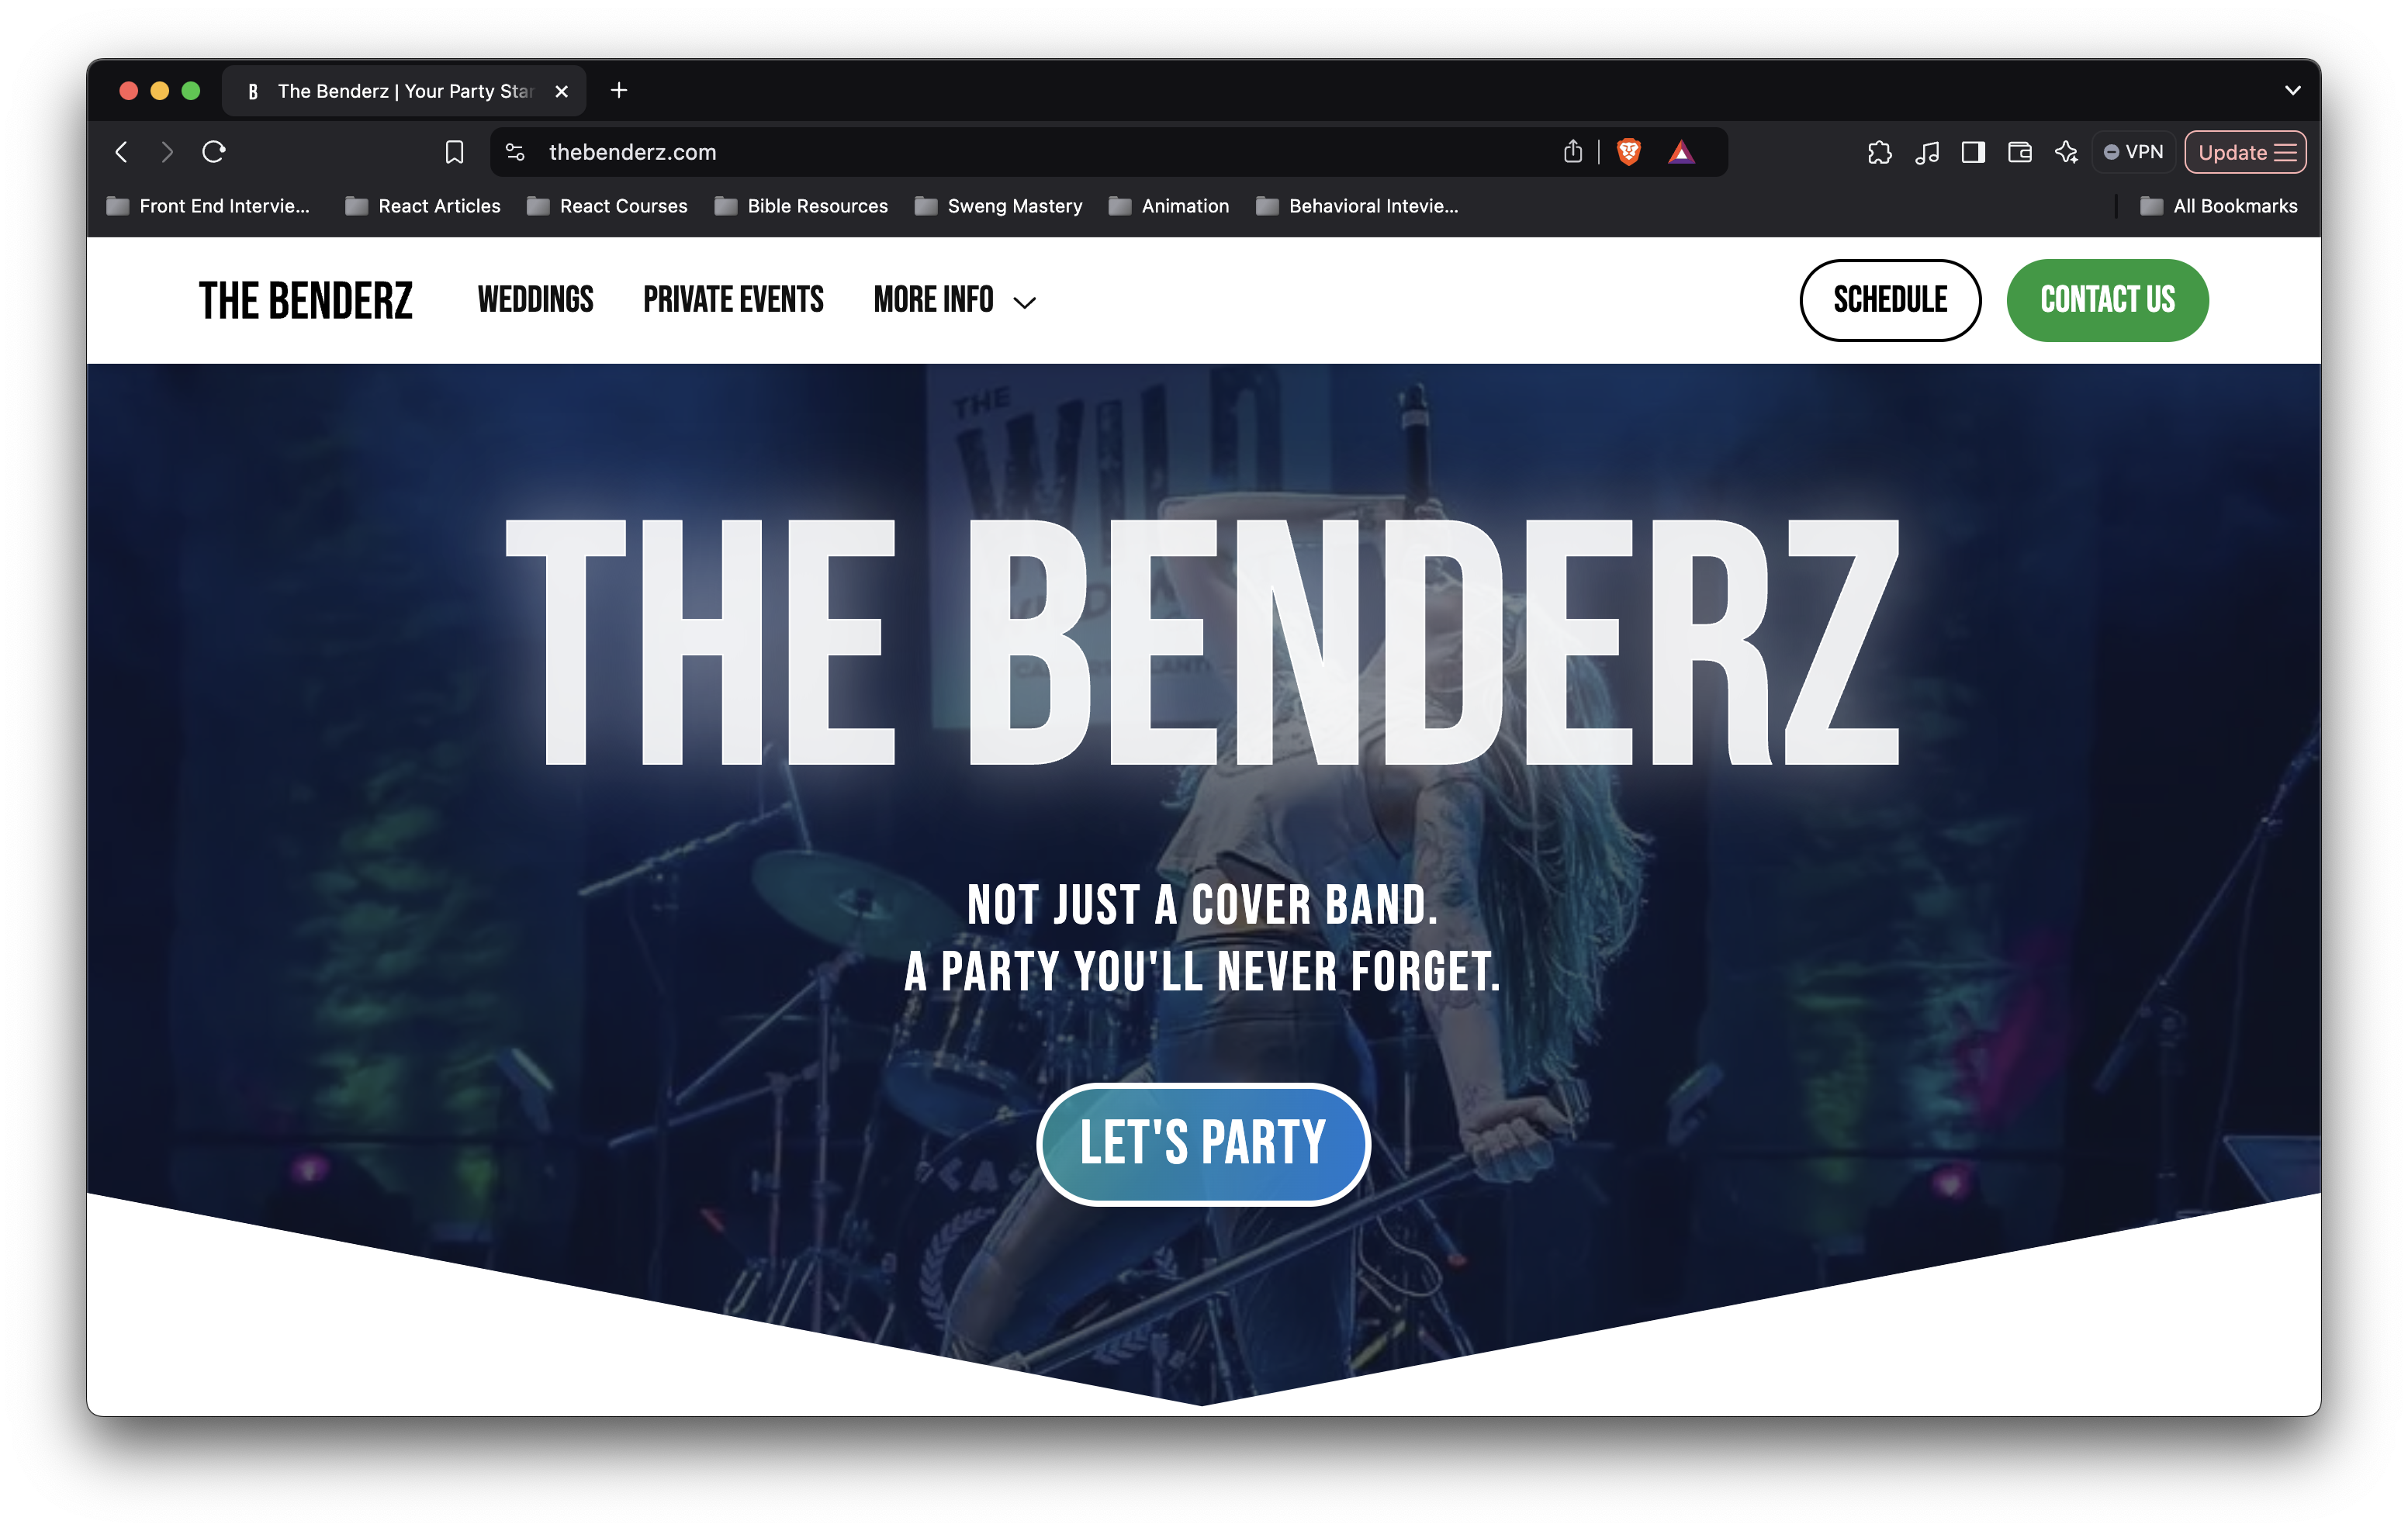 B The Benderz | Your Party Star
thebenderz.com
VPN
Update
Front End Intervie...
React Articles
React Courses
Bible Resources
Sweng Mastery
Animation
Behavioral Intevie...
All Bookmarks
THE BENDERZ
WEDDINGS
PRIVATE EVENTS
MORE INFO
SCHEDULE
CONTACT US
THE
WILD
THE BENDERZ
NOT JUST A COVER BAND.
A PARTY YOU'LL NEVER FORGET.
LET'S PARTY